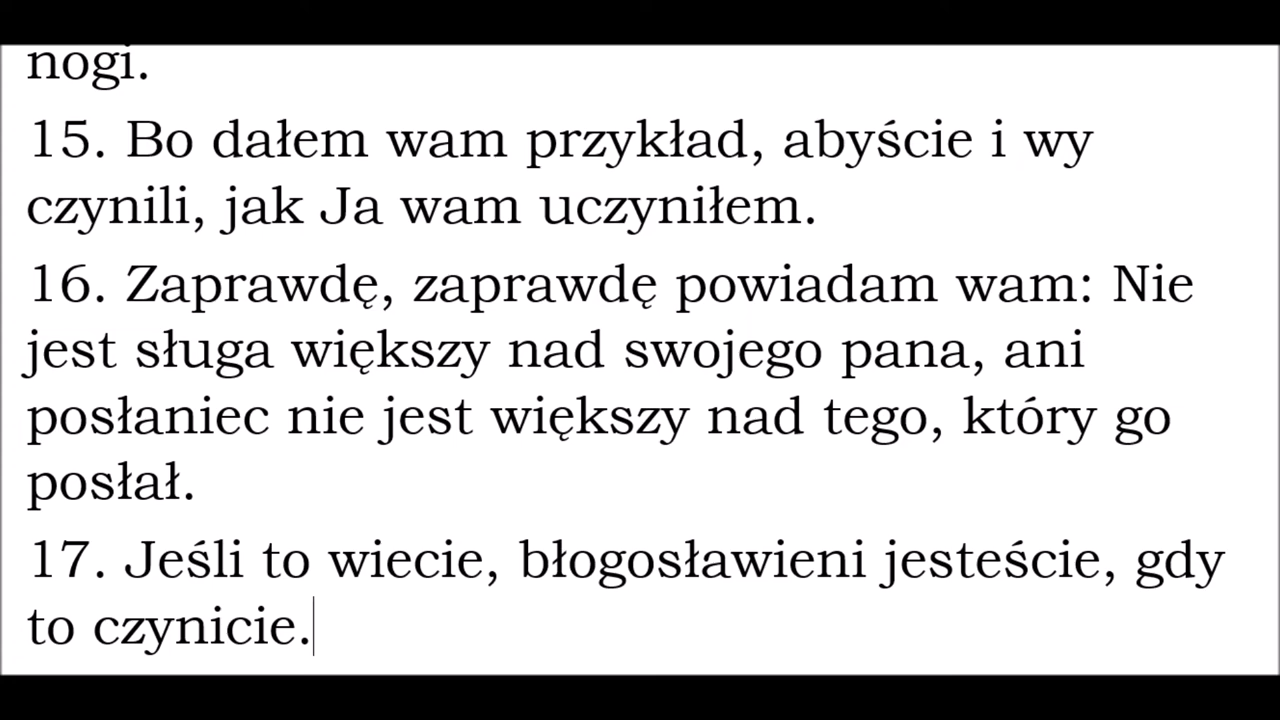 nogi.
15. Bo dałem wam przykład, abyście i wy
czynili, jak Ja wam uczyniłem.
16. Zaprawdę, zaprawdę powiadam wam: Nie
jest sługa większy nad swojego pana, ani
posłaniec nie jest większy nad tego, który go
posłał.
17. Jeśli to wiecie, błogosławieni jesteście, gdy
to czynicie.